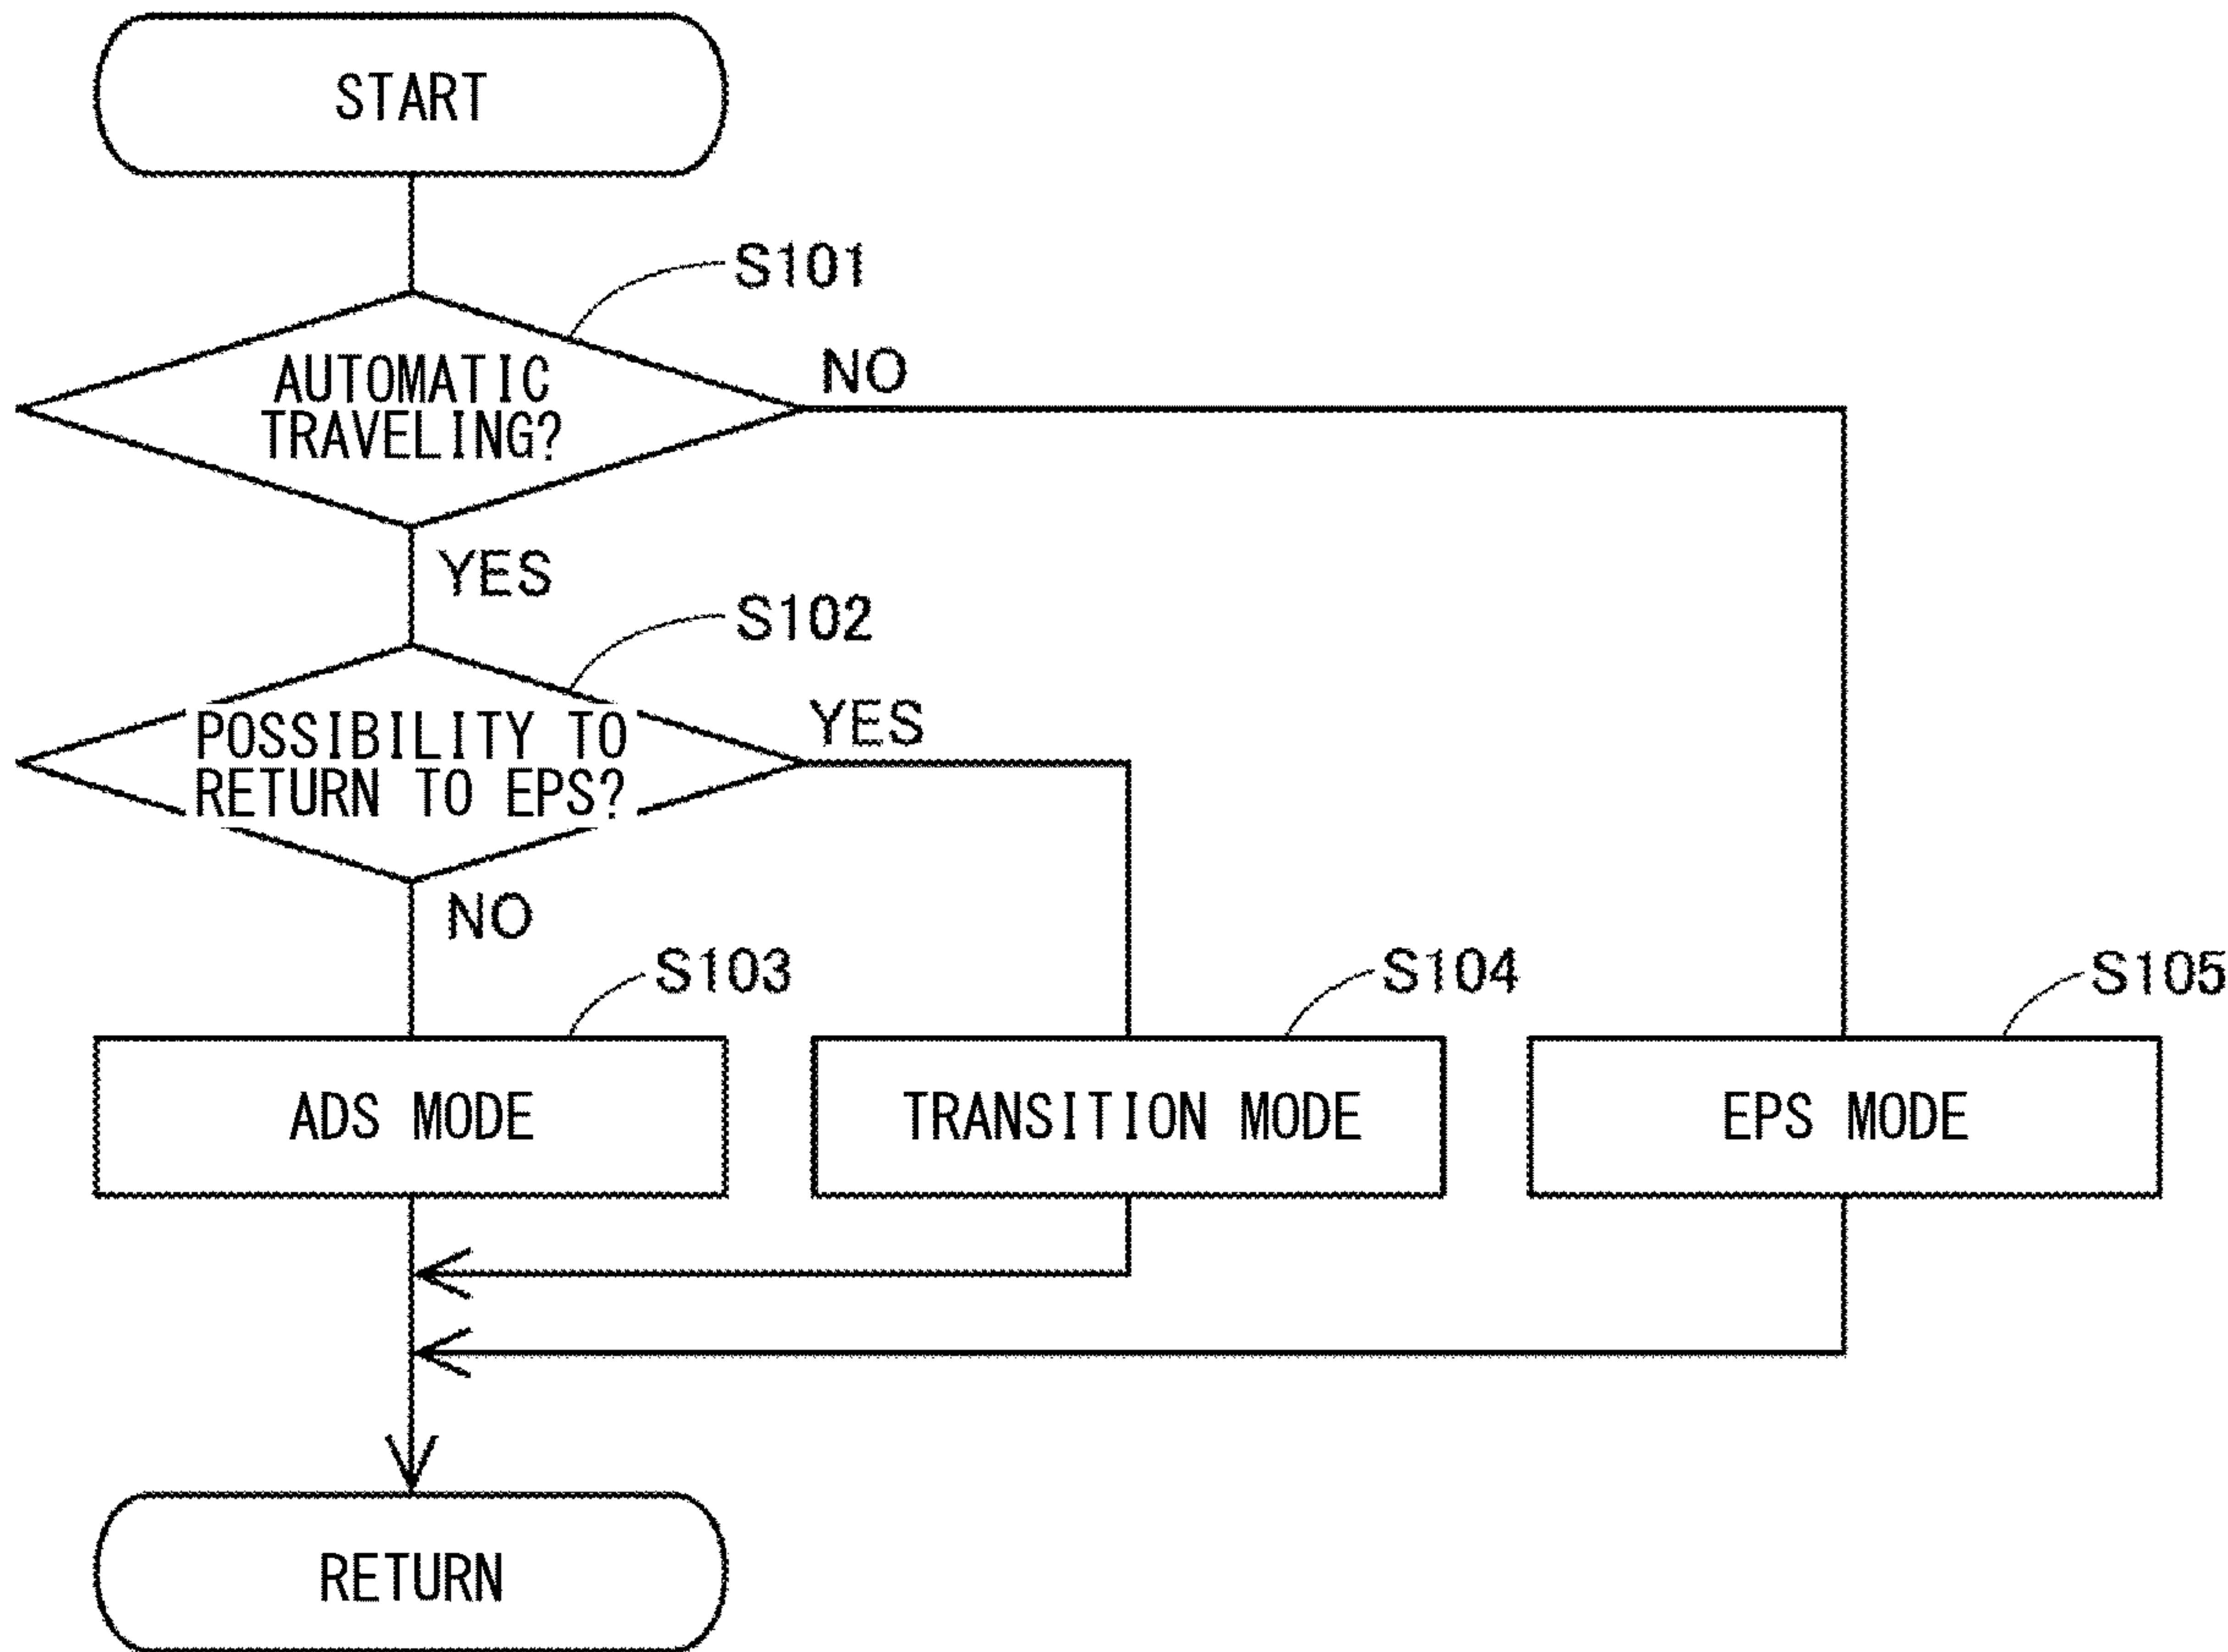 START
S101
AUTOMATIC
TRAVELING?
NO
YES
S102
POSSIBILITY TO
RETURN TO EPS?
YES
NO
S103
S104
S105
ADS MODE
TRANSITION MODE
EPS MODE
RETURN